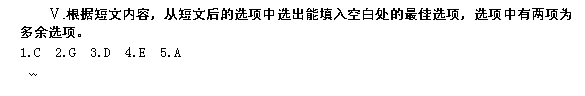 Ⅴ.根据短文内容，从短文后的选项中选出能填入空白处的最佳选项，选项中有两项为
多余选项。
1.C 2.G 3.D 4.E 5.A